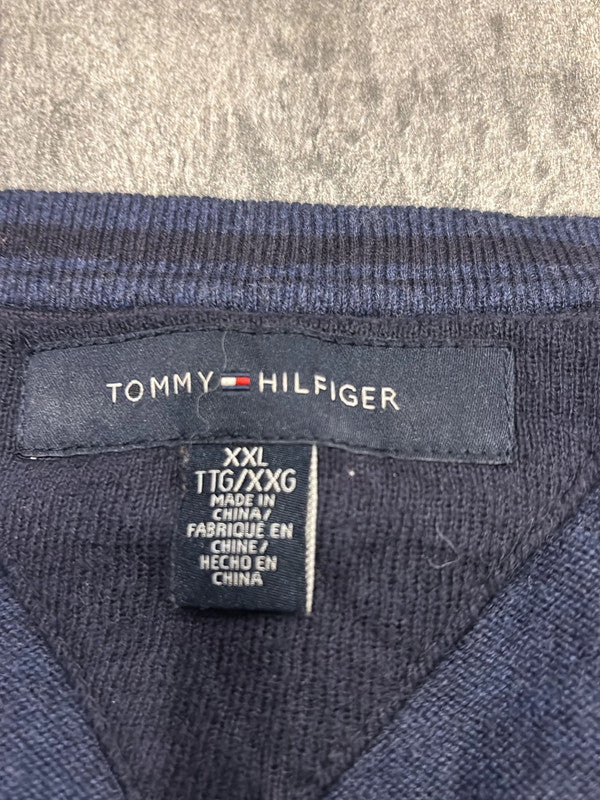 TOMMY HILFIGER
XXL
TTG/XXG
MADE IN
CHINA/
FABRIQUÉ EN
CHINE/
HECHO EN
CHINA